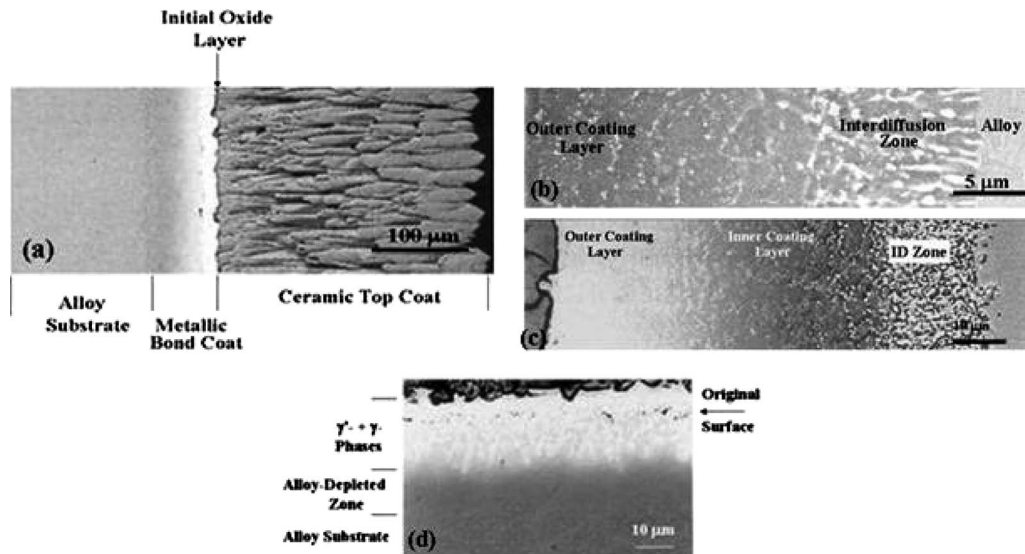 Initial Oxide
Layer
(a)
100 μm
Alloy
Substrate
Metallic
Bond Coat
Ceramic Top Coat
Outer Coating
Layer
Interdiffusion
Zone
Alloy
(b)
5 μm
Outer Coating
Layer
Inner Coating
Layer
ID Zone
(c)
10 μm
γ'- + γ-
Phases
Alloy-Depleted
Zone
Alloy Substrate
Original
Surface
(d)
10 μm